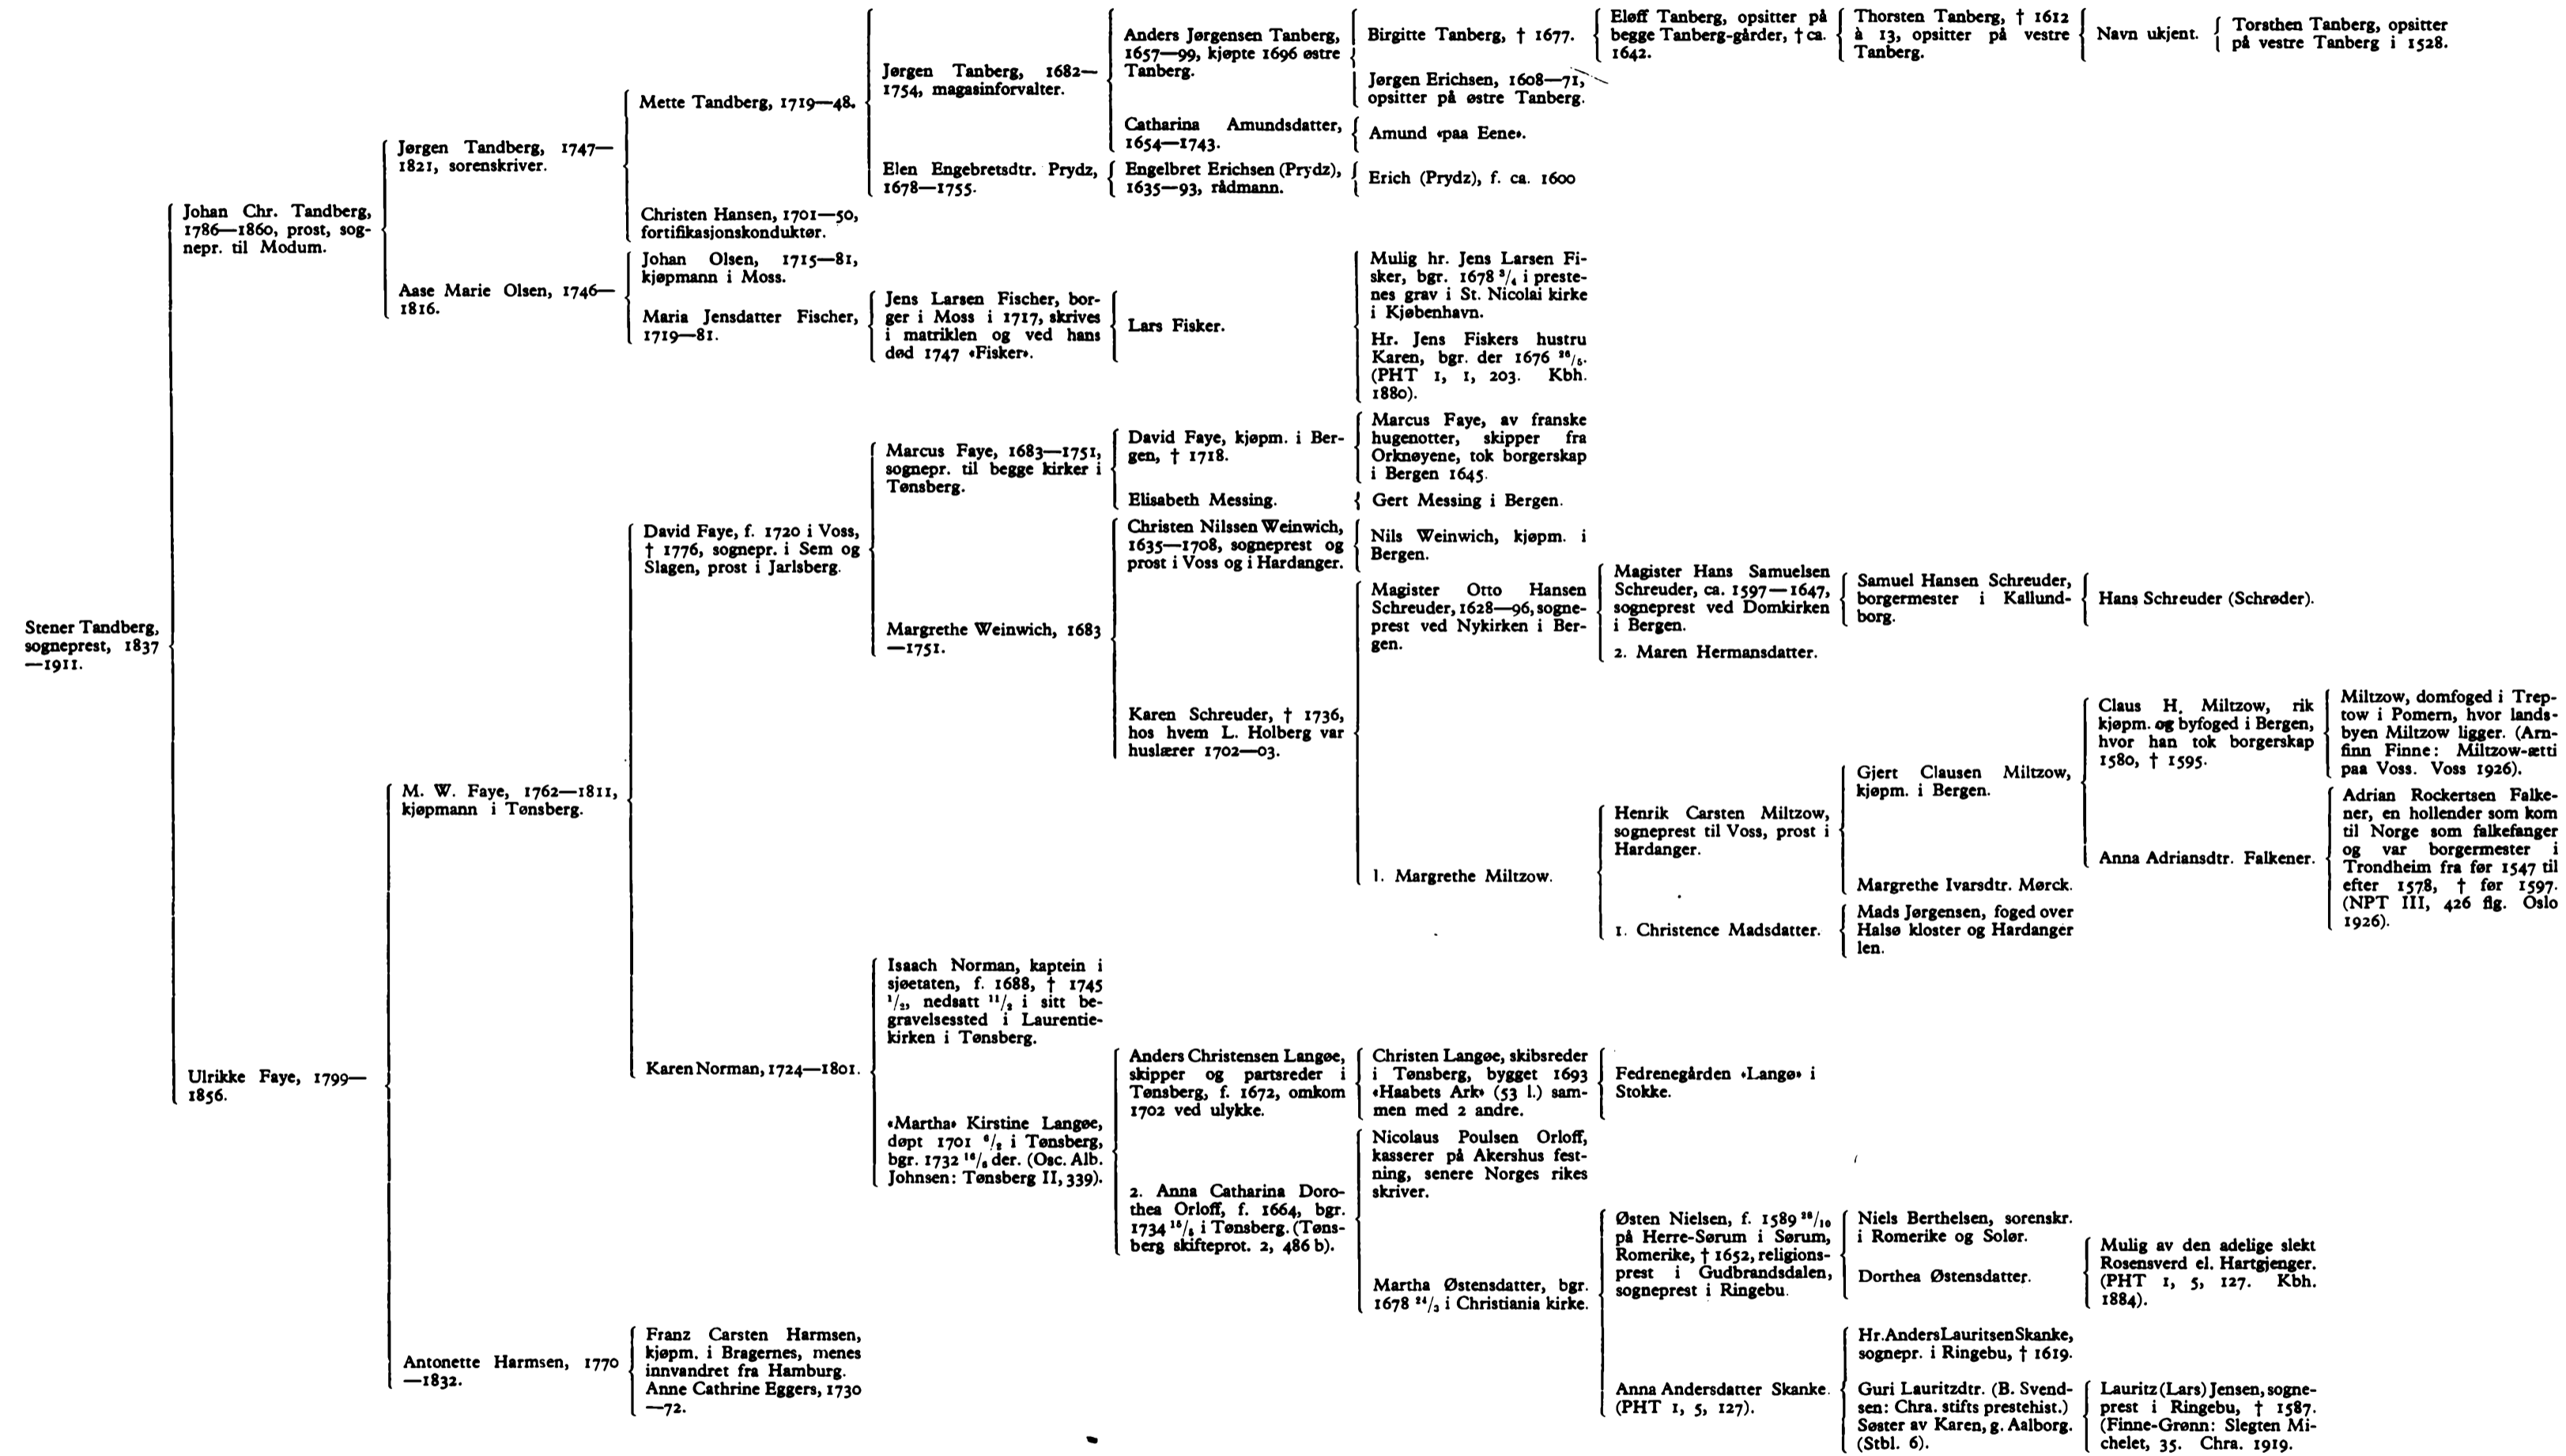 Stener Tandberg,
sogneprest, 1837
—1911.
Johan Chr. Tandberg,
1786—1860, prost, sog-
nepr. til Modum.
Ulrikke Faye, 1799—
1856.
Jørgen Tandberg, 1747—
1821, sorenskriver.
Aase Marie Olsen, 1746—
1816.
M. W. Faye, 1762—1811,
kjøpmann i Tønsberg.
Antonette Harmsen, 1770
—1832.
Mette Tandberg, 1719—48.
Christen Hansen, 1701—50,
fortifikasjonskonduktør.
Johan Olsen, 1715—81,
kjøpmann i Moss.
Maria Jensdatter Fischer,
1719—81.
David Faye, f. 1720 i Voss,
† 1776, sognepr. i Sem og
Slagen, prost i Jarlsberg.
Karen Norman, 1724—1801.
Franz Carsten Harmsen,
kjøpm. i Bragernes, menes
innvandret fra Hamburg.
Anne Cathrine Eggers, 1730
—72.
Jørgen Tanberg, 1682—
1754, magasinforvalter.
Elen Engebretsdtr. Prydz,
1678—1755.
Jens Larsen Fischer, bor-
ger i Moss i 1717, skrives
i matriklen og ved hans
død 1747 «Fisker».
Marcus Faye, 1683—1751,
sognepr. til begge kirker i
Tønsberg.
Margrethe Weinwich, 1683
—1751.
Isaach Norman, kaptein i
sjøetaten, f. 1688, † 1745
1/2, nedsatt 11/2 i sitt be-
gravelsessted i Laurentie-
kirken i Tønsberg.
«Martha» Kirstine Langøe,
døpt 1701 6/2 i Tønsberg,
bgr. 1732 16/6 der. (Osc. Alb.
Johnsen: Tønsberg II, 339).
Anders Jørgensen Tanberg,
1657—99, kjøpte 1696 østre
Tanberg.
Catharina Amundsdatter,
1654—1743.
Engelbret Erichsen (Prydz),
1635—93, rådmann.
Lars Fisker.
David Faye, kjøpm. i Ber-
gen, † 1718.
Elisabeth Messing.
Christen Nilssen Weinwich,
1635—1708, sogneprest og
prost i Voss og i Hardanger.
Karen Schreuder, † 1736,
hos hvem L. Holberg var
huslærer 1702—03.
Anders Christensen Langøe,
skipper og partsreder i
Tønsberg, f. 1672, omkom
1702 ved ulykke.
2. Anna Catharina Doro-
thea Orloff, f. 1664, bgr.
1734 15/5 i Tønsberg. (Tøns-
berg skifteprot. 2, 486 b).
Birgitte Tanberg, † 1677.
Jørgen Erichsen, 1608—71,
opsitter på østre Tanberg.
Amund «paa Eene».
Erich (Prydz), f. ca. 1600
Mulig hr. Jens Larsen Fi-
sker, bgr. 1678 3/4 i preste-
nes grav i St. Nicolai kirke
i Kjøbenhavn.
Hr. Jens Fiskers hustru
Karen, bgr. der 1676 26/5.
(PHT 1, 1, 203. Kbh.
1880).
Marcus Faye, av franske
hugenotter, skipper fra
Orknøyene, tok borgerskap
i Bergen 1645.
Gert Messing i Bergen.
Nils Weinwich, kjøpm. i
Bergen.
Magister Otto Hansen
Schreuder, 1628—96, sogne-
prest ved Nykirken i Ber-
gen.
1. Margrethe Miltzow.
Christen Langøe, skibsreder
i Tønsberg, bygget 1693
«Haabets Ark» (53 l.) sam-
men med 2 andre.
Nicolaus Poulsen Orloff,
kasserer på Akershus fest-
ning, senere Norges rikes
skriver.
Martha Østensdatter, bgr.
1678 24/3 i Christiania kirke.
Eløff Tanberg, opsitter på
begge Tanberg-gårder, † ca.
1642.
Magister Hans Samuelsen
Schreuder, ca. 1597—1647,
sogneprest ved Domkirken
i Bergen.
2. Maren Hermansdatter.
Henrik Carsten Miltzow,
sogneprest til Voss, prost i
Hardanger.
1. Christence Madsdatter.
Fedrenegården «Langø» i
Stokke.
Østen Nielsen, f. 1589 28/10
på Herre-Sørum i Sørum,
Romerike, † 1652, religions-
prest i Gudbrandsdalen,
sogneprest i Ringebu.
Anna Andersdatter Skanke.
(PHT 1, 5, 127).
Thorsten Tanberg, † 1612
à 13, opsitter på vestre
Tanberg.
Samuel Hansen Schreuder,
borgermester i Kallund-
borg.
Gjert Clausen Miltzow,
kjøpm. i Bergen.
Margrethe Ivarsdtr. Mørck.
Mads Jørgensen, foged over
Halsø kloster og Hardanger
len.
Niels Berthelsen, sorenskr.
i Romerike og Solør.
Dorthea Østensdatter.
Hr. Anders Lauritsen Skanke,
sognepr. i Ringebu, † 1619.
Guri Lauritzdtr. (B. Svend-
sen: Chra. stifts prestehist.)
Søster av Karen, g. Aalborg.
(Stbl. 6).
Navn ukjent.
Hans Schreuder (Schrøder).
Claus H. Miltzow, rik
kjøpm. og byfoged i Bergen,
hvor han tok borgerskap
1580, † 1595.
Anna Adriansdtr. Falkener.
Mulig av den adelige slekt
Rosensverd el. Hartgjenger.
(PHT 1, 5, 127. Kbh.
1884).
Lauritz (Lars) Jensen, sogne-
prest i Ringebu, † 1587.
(Finne-Grønn: Slegten Mi-
chelet, 35. Chra. 1919.
Torsthen Tanberg, opsitter
på vestre Tanberg i 1528.
Miltzow, domfoged i Trep-
tow i Pomern, hvor lands-
byen Miltzow ligger. (Arn-
finn Finne: Miltzow-ætti
paa Voss. Voss 1926).
Adrian Rockertsen Falke-
ner, en hollender som kom
til Norge som falkefanger
og var borgermester i
Trondheim fra før 1547 til
efter 1578, † før 1597.
(NPT III, 426 flg. Oslo
1926).